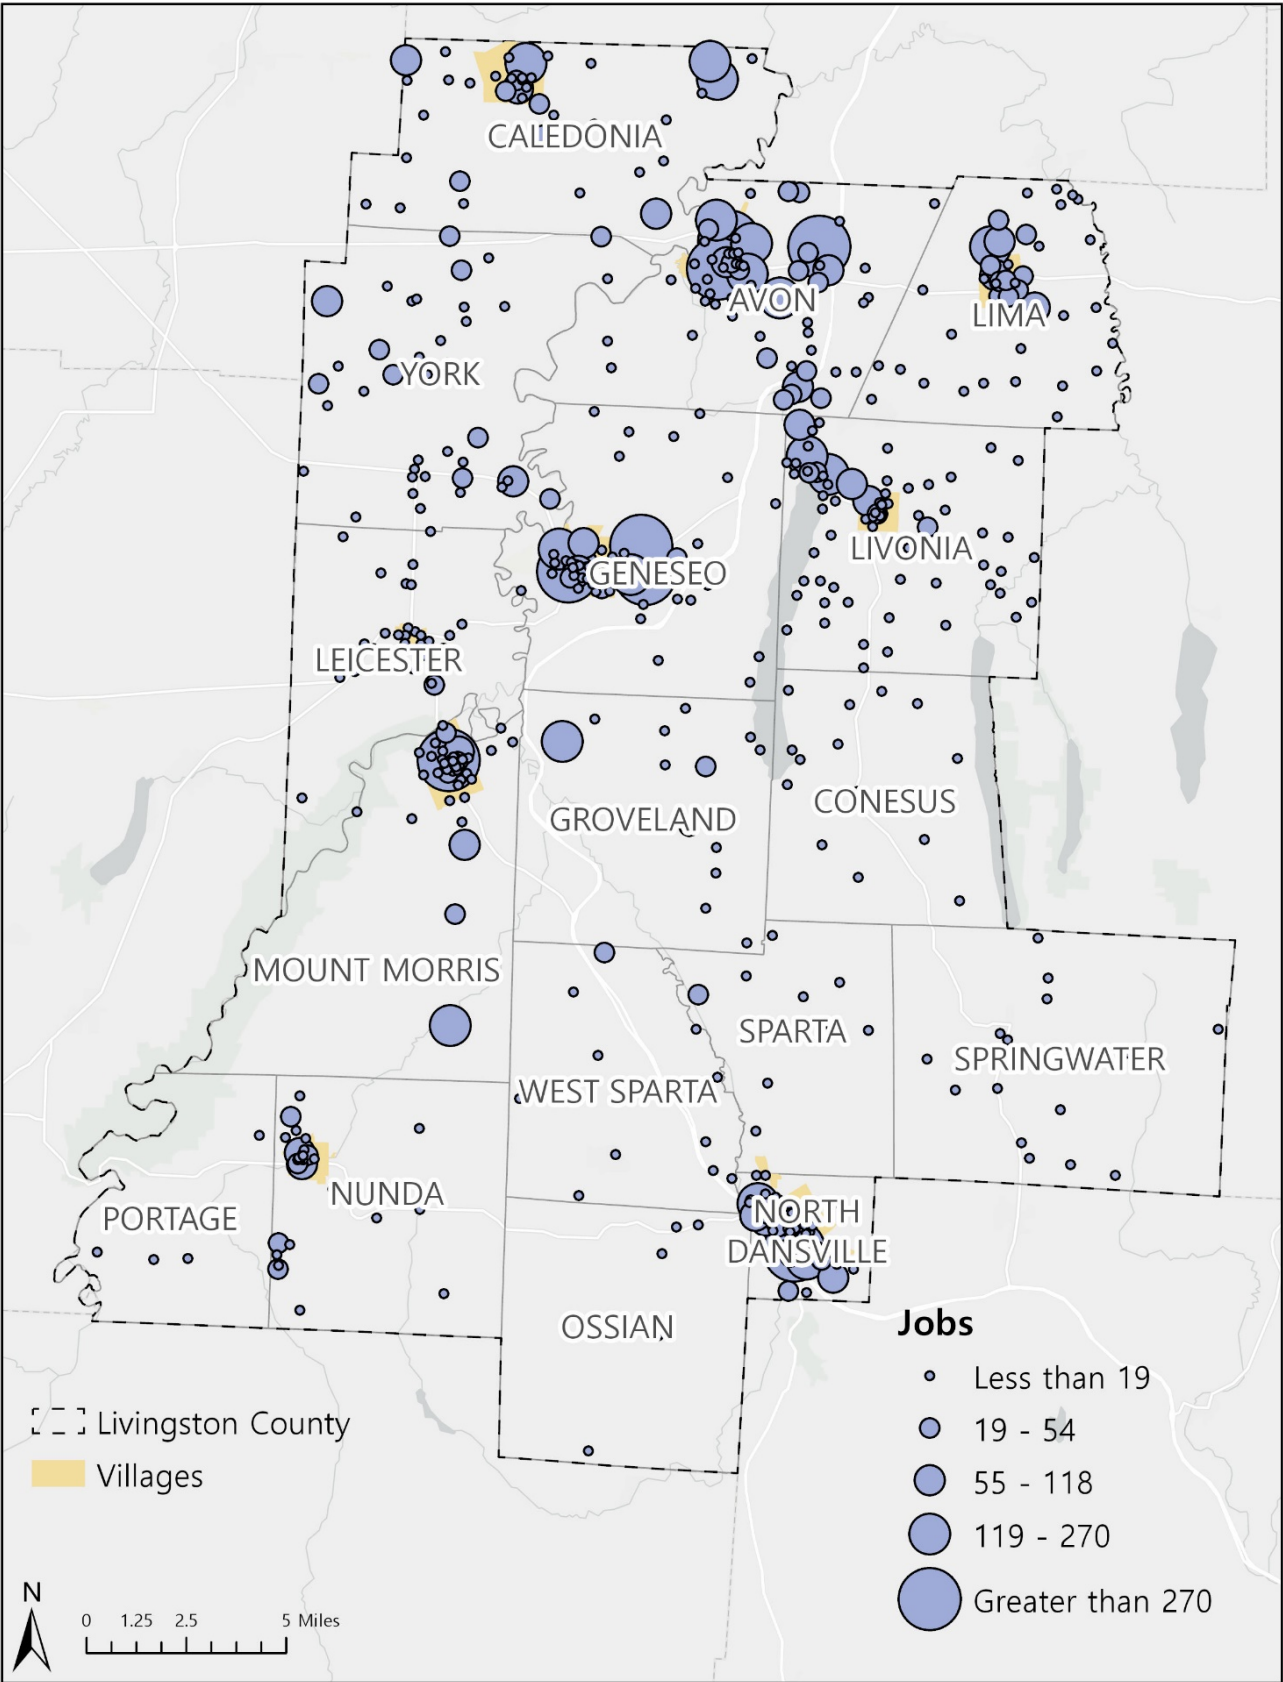 CALEDONIA
AVON
LIMA
YORK
LIVONIA
GENESEO
LEICESTER
CONESUS
GROVELAND
MOUNT MORRIS
SPARTA
SPRINGWATER
WEST SPARTA
NUNDA
PORTAGE
NORTH
DANSVILLE
OSSIAN
Jobs
Less than 19
19 - 54
55 - 118
119 - 270
Greater than 270
Livingston County
Villages
N
0 1.25 2.5 5 Miles